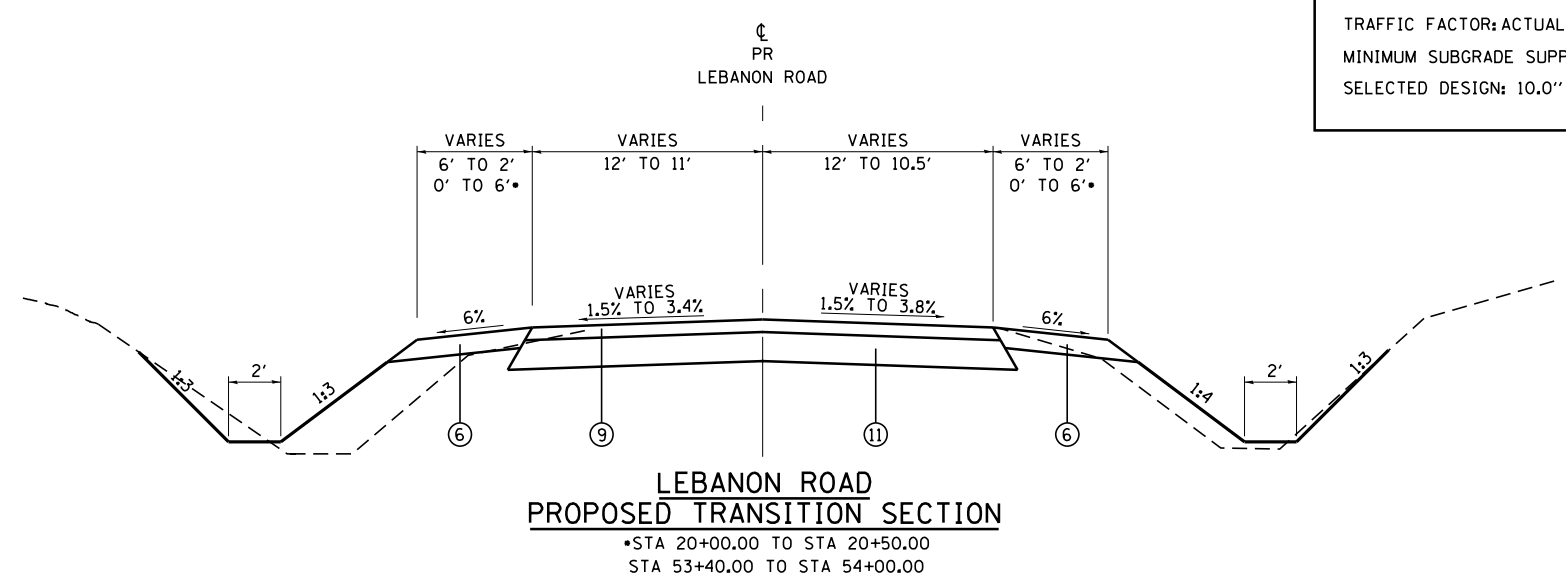 TRAFFIC FACTOR: ACTUAL
MINIMUM SUBGRADE SUPP
SELECTED DESIGN: 10.0''
℄
PR
LEBANON ROAD
VARIES
6' TO 2'
0' TO 6'*
VARIES
12' TO 11'
VARIES
12' TO 10.5'
VARIES
6' TO 2'
0' TO 6'*
6%
VARIES
1.5% TO 3.4%
VARIES
1.5% TO 3.8%
6%
1:3
2'
1:3
1:4
2'
1:3
6
9
11
6
LEBANON ROAD
PROPOSED TRANSITION SECTION
*STA 20+00.00 TO STA 20+50.00
STA 53+40.00 TO STA 54+00.00